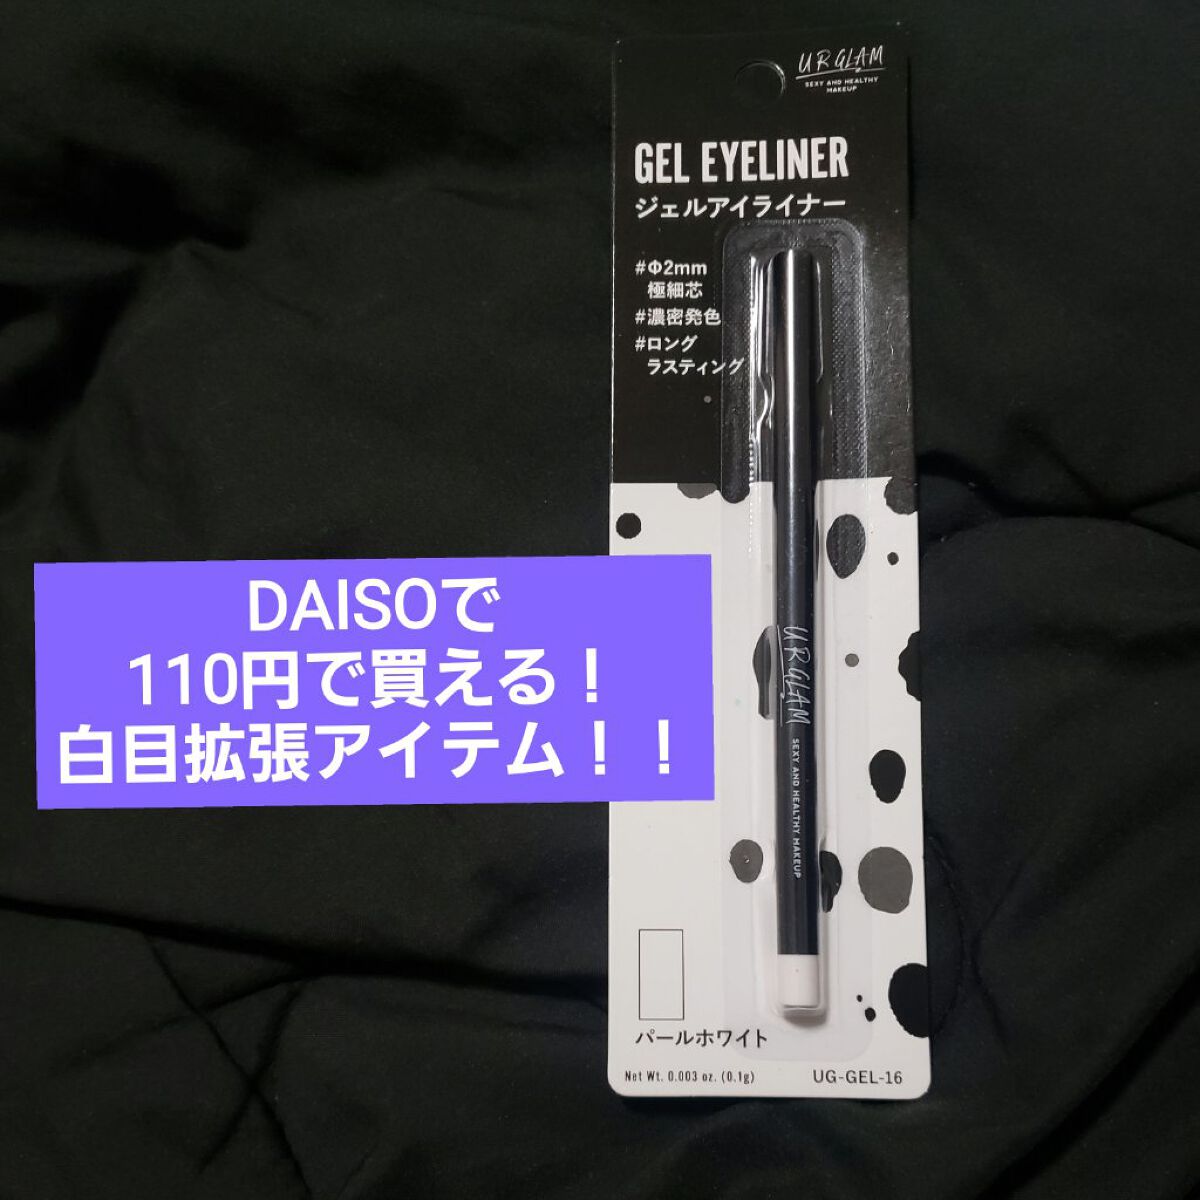 UR GLAM
SEXY AND HEALTHY
MAKEUP
GEL EYELINER
ジェルアイライナー
#Φ2mm
極細芯
#濃密発色
#ロング
ラスティング
DAISOで
110円で買える！
白目拡張アイテム！！
UR GLAM
SEXY AND HEALTHY MAKEUP
パールホワイト
Net Wt. 0.003 oz. (0.1g)
UG-GEL-16